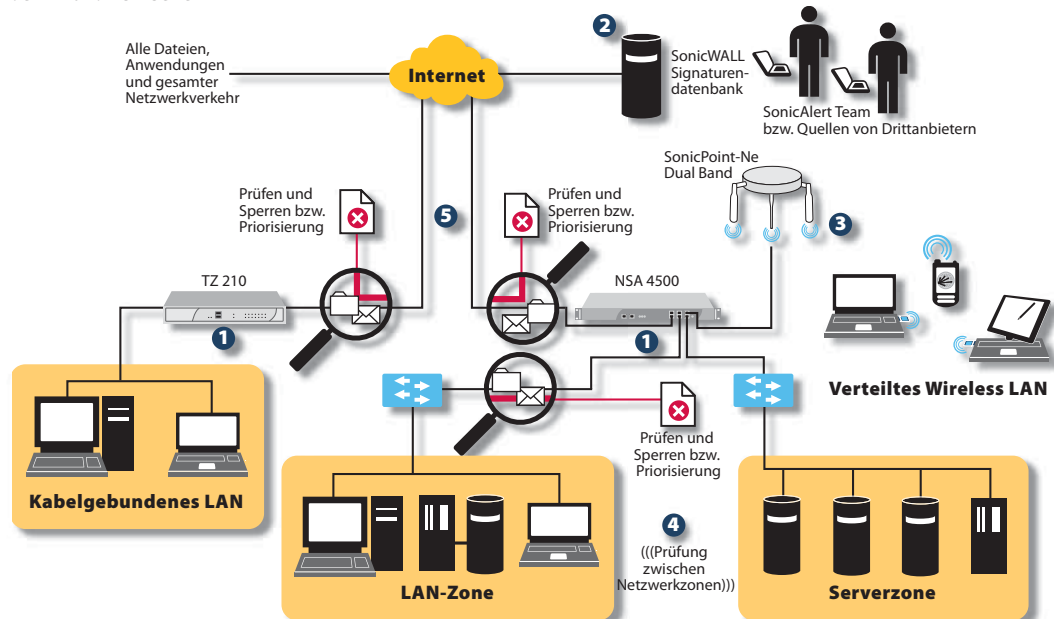 Alle Dateien,
Anwendungen
und gesamter
Netzwerkverkehr
Internet
2
SonicWALL
Signaturen-
datenbank
SonicAlert Team
bzw. Quellen von Drittanbietern
SonicPoint-Ne
Dual Band
3
Prüfen und
Sperren bzw.
Priorisierung
5
Prüfen und
Sperren bzw.
Priorisierung
TZ 210
1
NSA 4500
1
Verteiltes Wireless LAN
Prüfen und
Sperren bzw.
Priorisierung
Kabelgebundenes LAN
LAN-Zone
4
(((Prüfung
zwischen
Netzwerkzonen)))
Serverzone